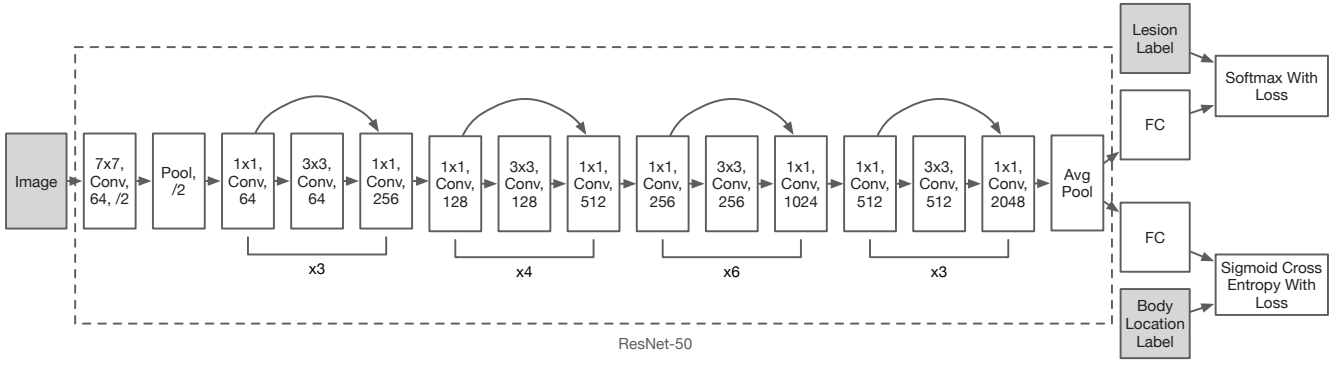 Image
7x7,
Conv,
64, /2
Pool,
/2
1x1,
Conv,
64
3x3,
Conv,
64
1x1,
Conv,
256
x3
1x1,
Conv,
128
3x3,
Conv,
128
1x1,
Conv,
512
x4
1x1,
Conv,
256
3x3,
Conv,
256
1x1,
Conv,
1024
x6
1x1,
Conv,
512
3x3,
Conv,
512
1x1,
Conv,
2048
x3
Avg
Pool
ResNet-50
Lesion
Label
FC
Softmax With
Loss
FC
Body
Location
Label
Sigmoid Cross
Entropy With
Loss